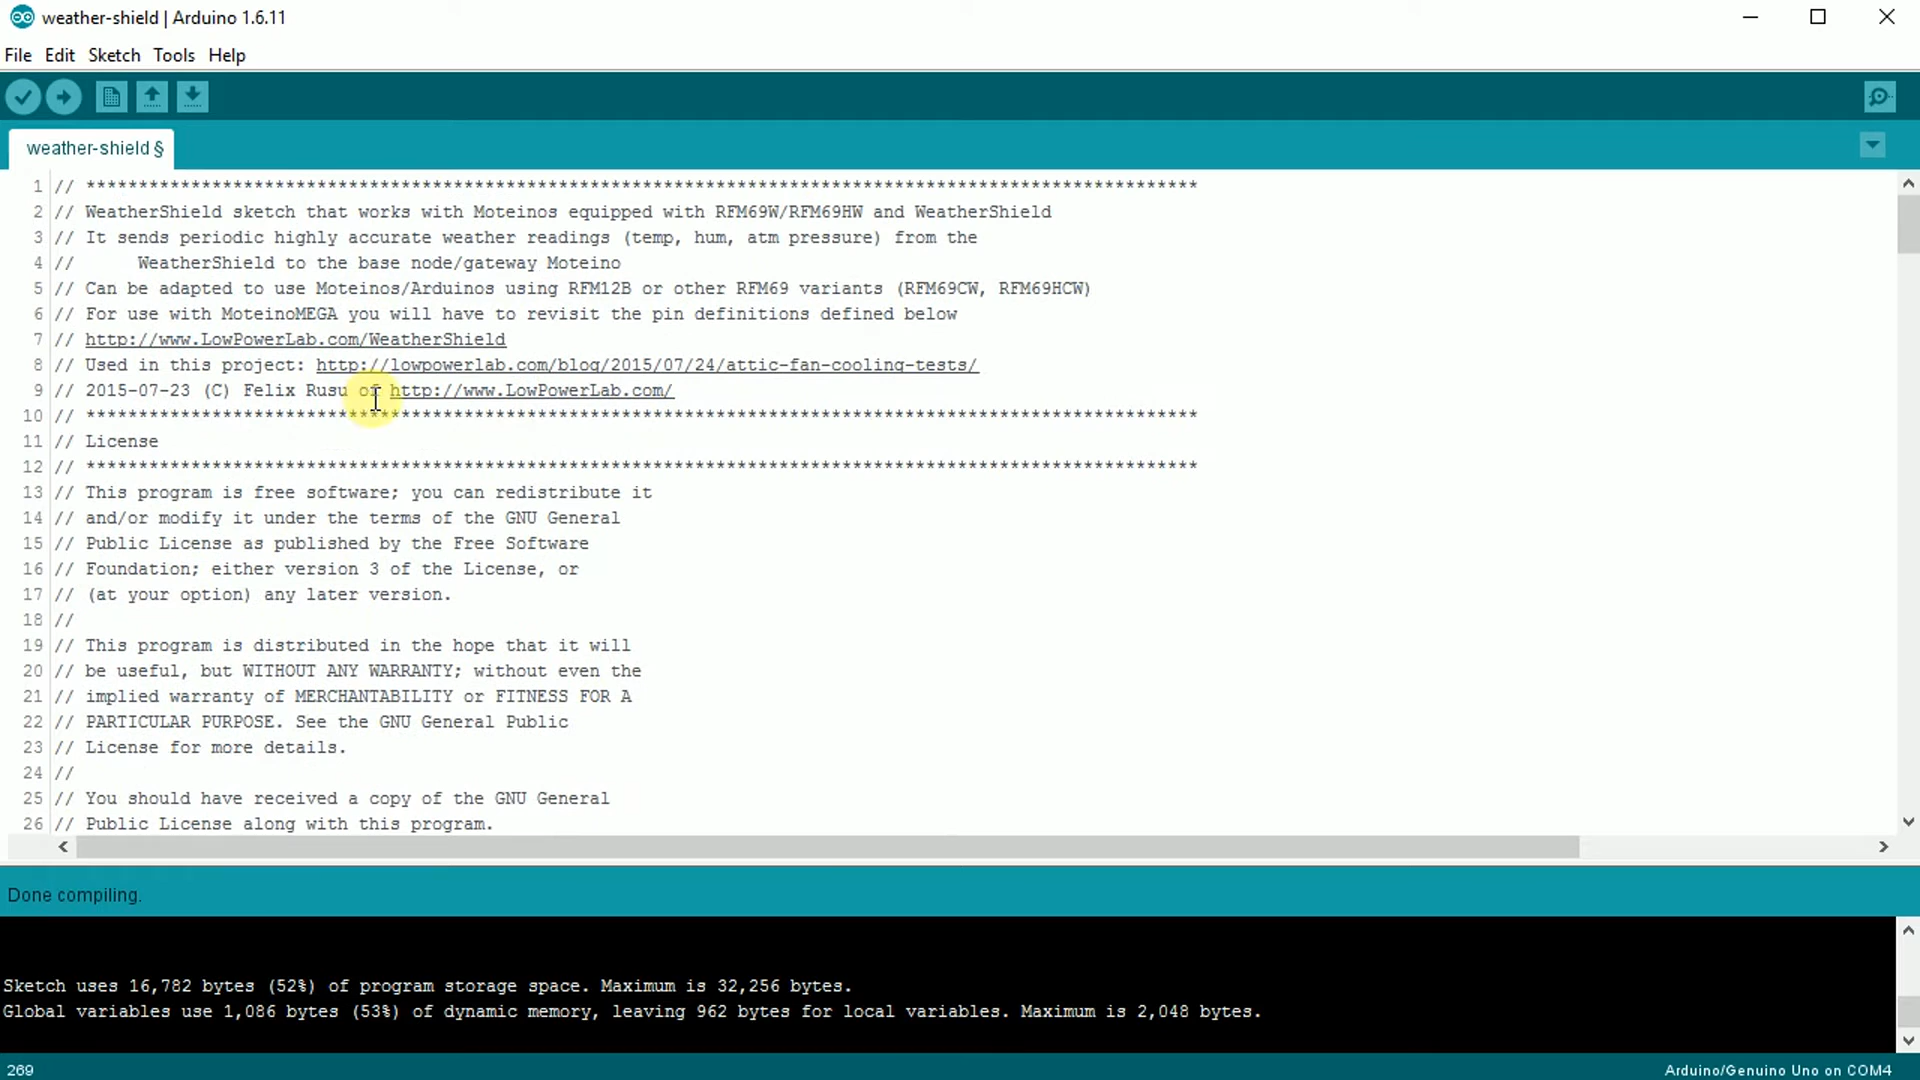 weather-shield | Arduino 1.6.11
File Edit Sketch Tools Help
weather-shield §
1 // **********************************************************************************************************
2 // WeatherShield sketch that works with Moteinos equipped with RFM69W/RFM69HW and WeatherShield
3 // It sends periodic highly accurate weather readings (temp, hum, atm pressure) from the
4 //      WeatherShield to the base node/gateway Moteino
5 // Can be adapted to use Moteinos/Arduinos using RFM12B or other RFM69 variants (RFM69CW, RFM69HCW)
6 // For use with MoteinoMEGA you will have to revisit the pin definitions defined below
7 // http://www.LowPowerLab.com/WeatherShield
8 // Used in this project: http://lowpowerlab.com/blog/2015/07/24/attic-fan-cooling-tests/
9 // 2015-07-23 (C) Felix Rusu of http://www.LowPowerLab.com/
10 // **********************************************************************************************************
11 // License
12 // **********************************************************************************************************
13 // This program is free software; you can redistribute it
14 // and/or modify it under the terms of the GNU General
15 // Public License as published by the Free Software
16 // Foundation; either version 3 of the License, or
17 // (at your option) any later version.
18 //
19 // This program is distributed in the hope that it will
20 // be useful, but WITHOUT ANY WARRANTY; without even the
21 // implied warranty of MERCHANTABILITY or FITNESS FOR A
22 // PARTICULAR PURPOSE. See the GNU General Public
23 // License for more details.
24 //
25 // You should have received a copy of the GNU General
26 // Public License along with this program.
Done compiling.
Sketch uses 16,782 bytes (52%) of program storage space. Maximum is 32,256 bytes.
Global variables use 1,086 bytes (53%) of dynamic memory, leaving 962 bytes for local variables. Maximum is 2,048 bytes.
269 Arduino/Genuino Uno on COM4